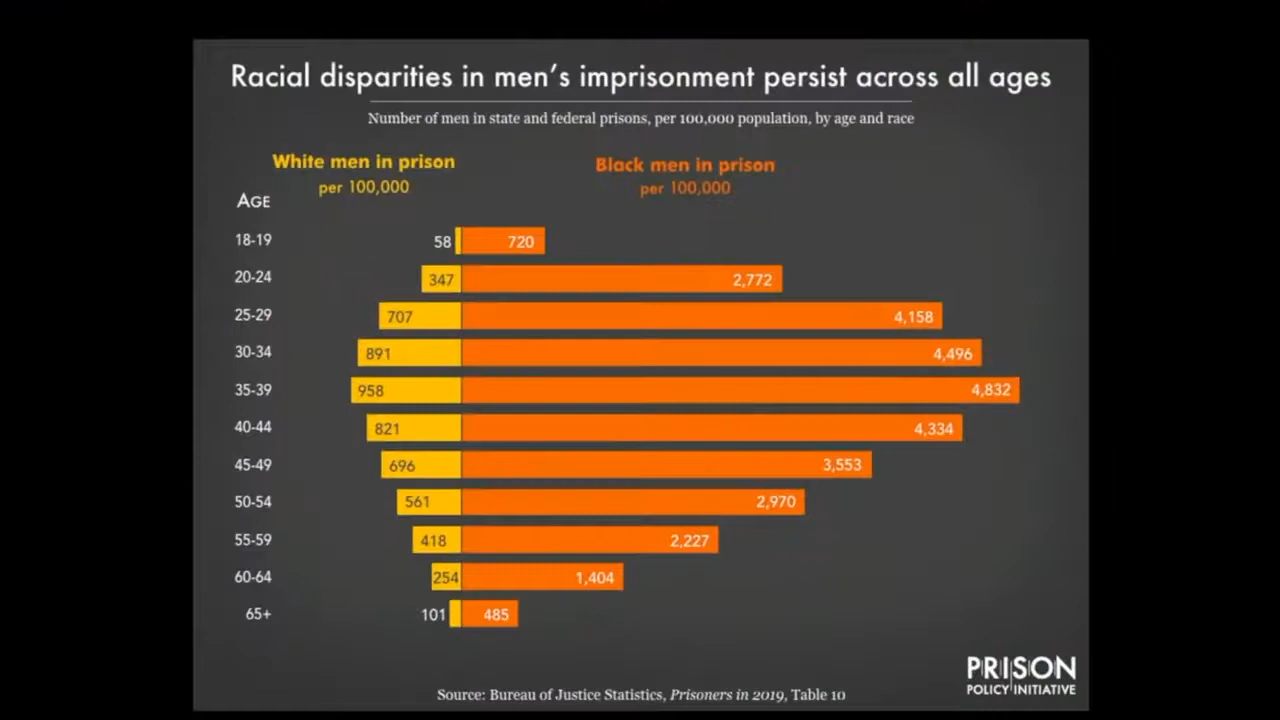 Racial disparities in men's imprisonment persist across all ages
Number of men in state and federal prisons, per 100,000 population, by age and race
White men in prison
per 100,000
Black men in prison
per 100,000
AGE
18-19 58 720
20-24 347 2,772
25-29 707 4,158
30-34 891 4,496
35-39 958 4,832
40-44 821 4,334
45-49 696 3,553
50-54 561 2,970
55-59 418 2,227
60-64 254 1,404
65+ 101 485
Source: Bureau of Justice Statistics, Prisoners in 2019, Table 10
PRISON
POLICY INITIATIVE